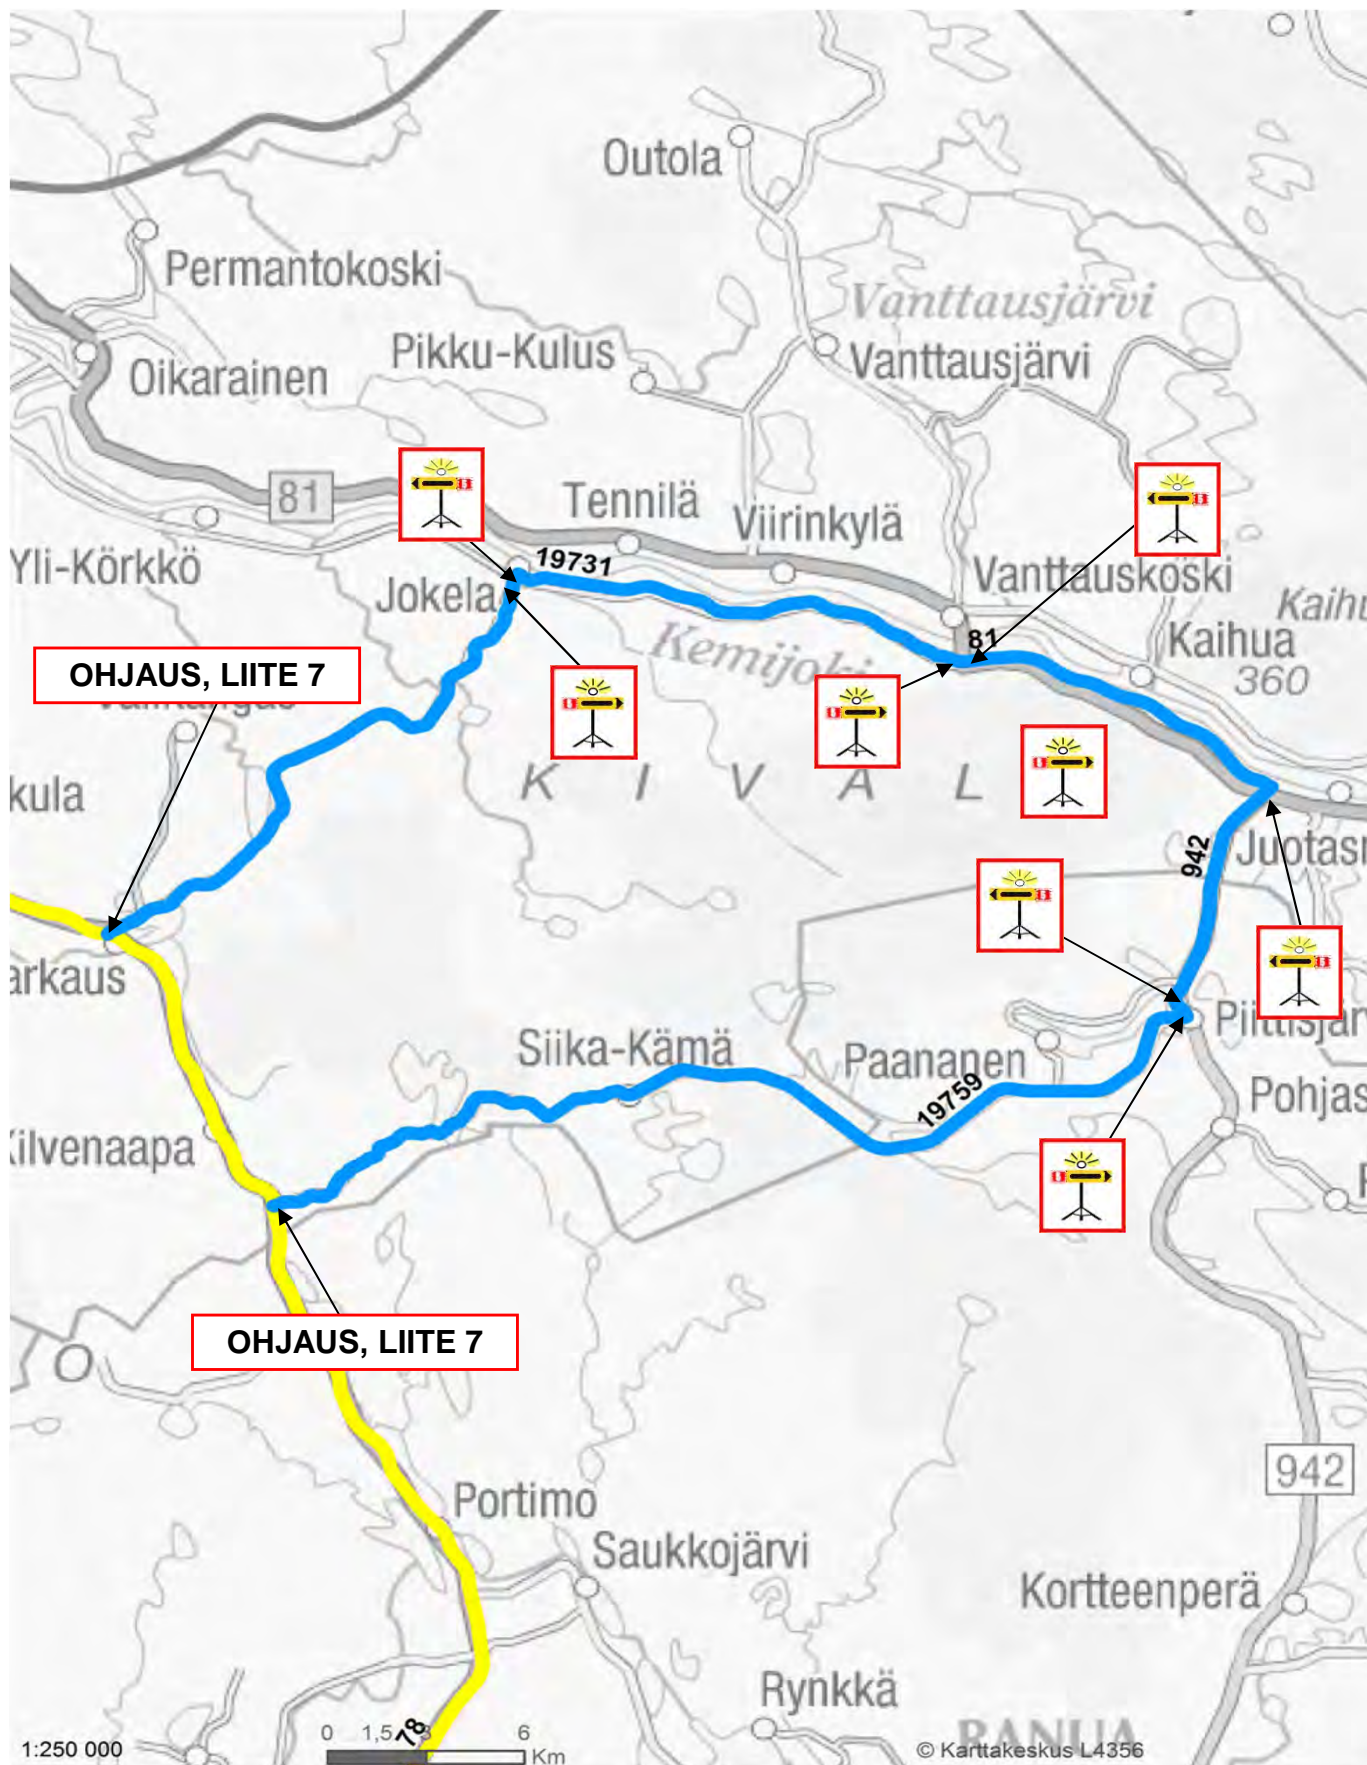 Outola
Permantokoski
Vanttausjärvi
Pikku-Kulus
Vanttausjärvi
Oikarainen
81
Tennilä
Viirinkylä
Yli-Körkkö
19731
Vanttauskoski
Jokela
Kaihua
81
Kemijoki
360
OHJAUS, LIITE 7
K I V A L
kula
942
Juotasn
arkaus
Piittisjärv
Siika-Kämä
Paananen
19759
Pohjas
Kilvenaapa
OHJAUS, LIITE 7
O
942
Portimo
Saukkojärvi
Kortteenperä
Rynkkä
RANUA
78
0 1,5 3 6
Km
1:250 000
© Karttakeskus L4356